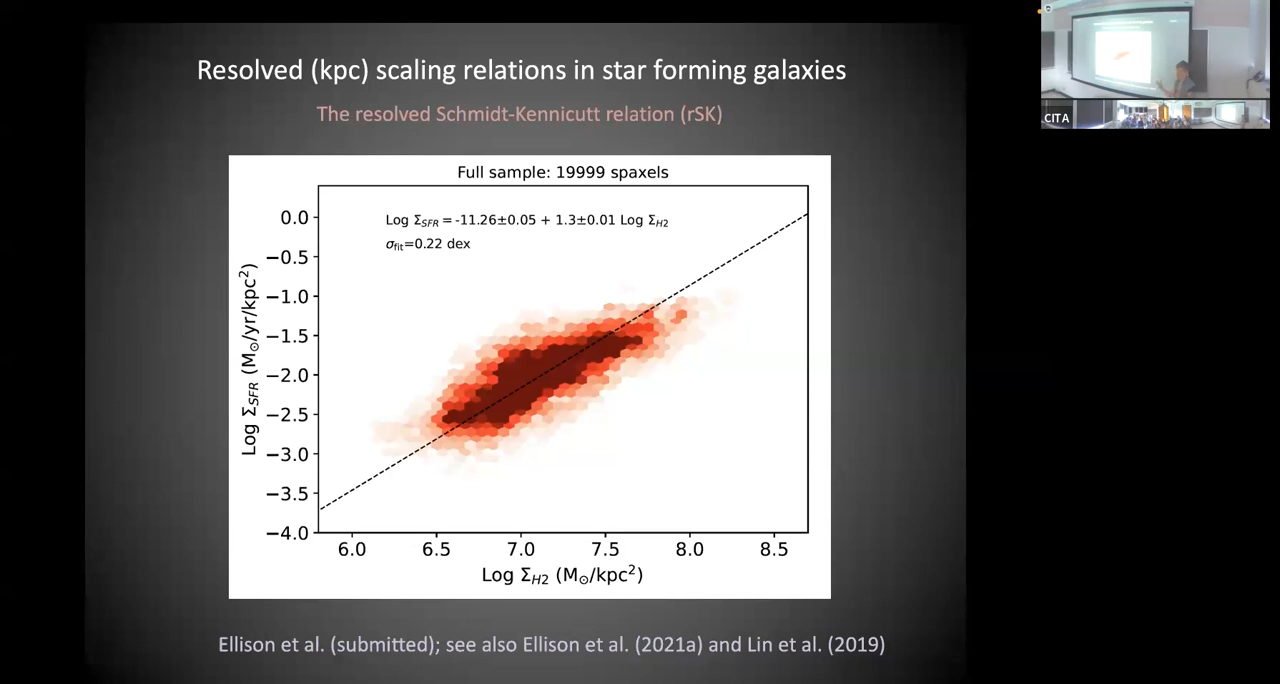 Resolved (kpc) scaling relations in star forming galaxies
The resolved Schmidt-Kennicutt relation (rSK)
Full sample: 19999 spaxels
Log Σ_SFR = -11.26±0.05 + 1.3±0.01 Log Σ_H2
σ_fit=0.22 dex
Log Σ_SFR (M_⊙/yr/kpc²)
0.0
−0.5
−1.0
−1.5
−2.0
−2.5
−3.0
−3.5
−4.0
6.0 6.5 7.0 7.5 8.0 8.5
Log Σ_H2 (M_⊙/kpc²)
Ellison et al. (submitted); see also Ellison et al. (2021a) and Lin et al. (2019)
CITA